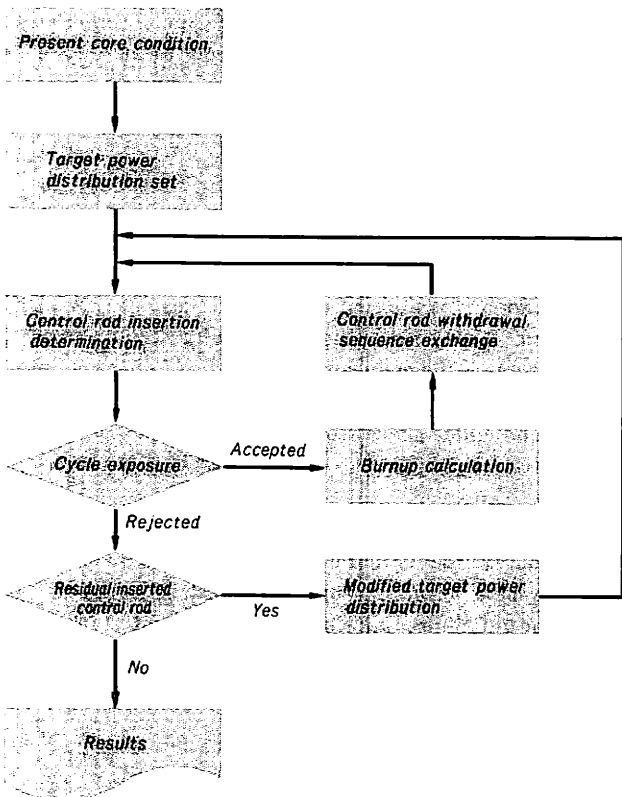 Present core condition
Target power
distribution set
Control rod insertion
determination
Control rod withdrawal
sequence exchange
Cycle exposure
Accepted
Burnup calculation
Rejected
Residual inserted
control rod
Yes
Modified target power
distribution
No
Results